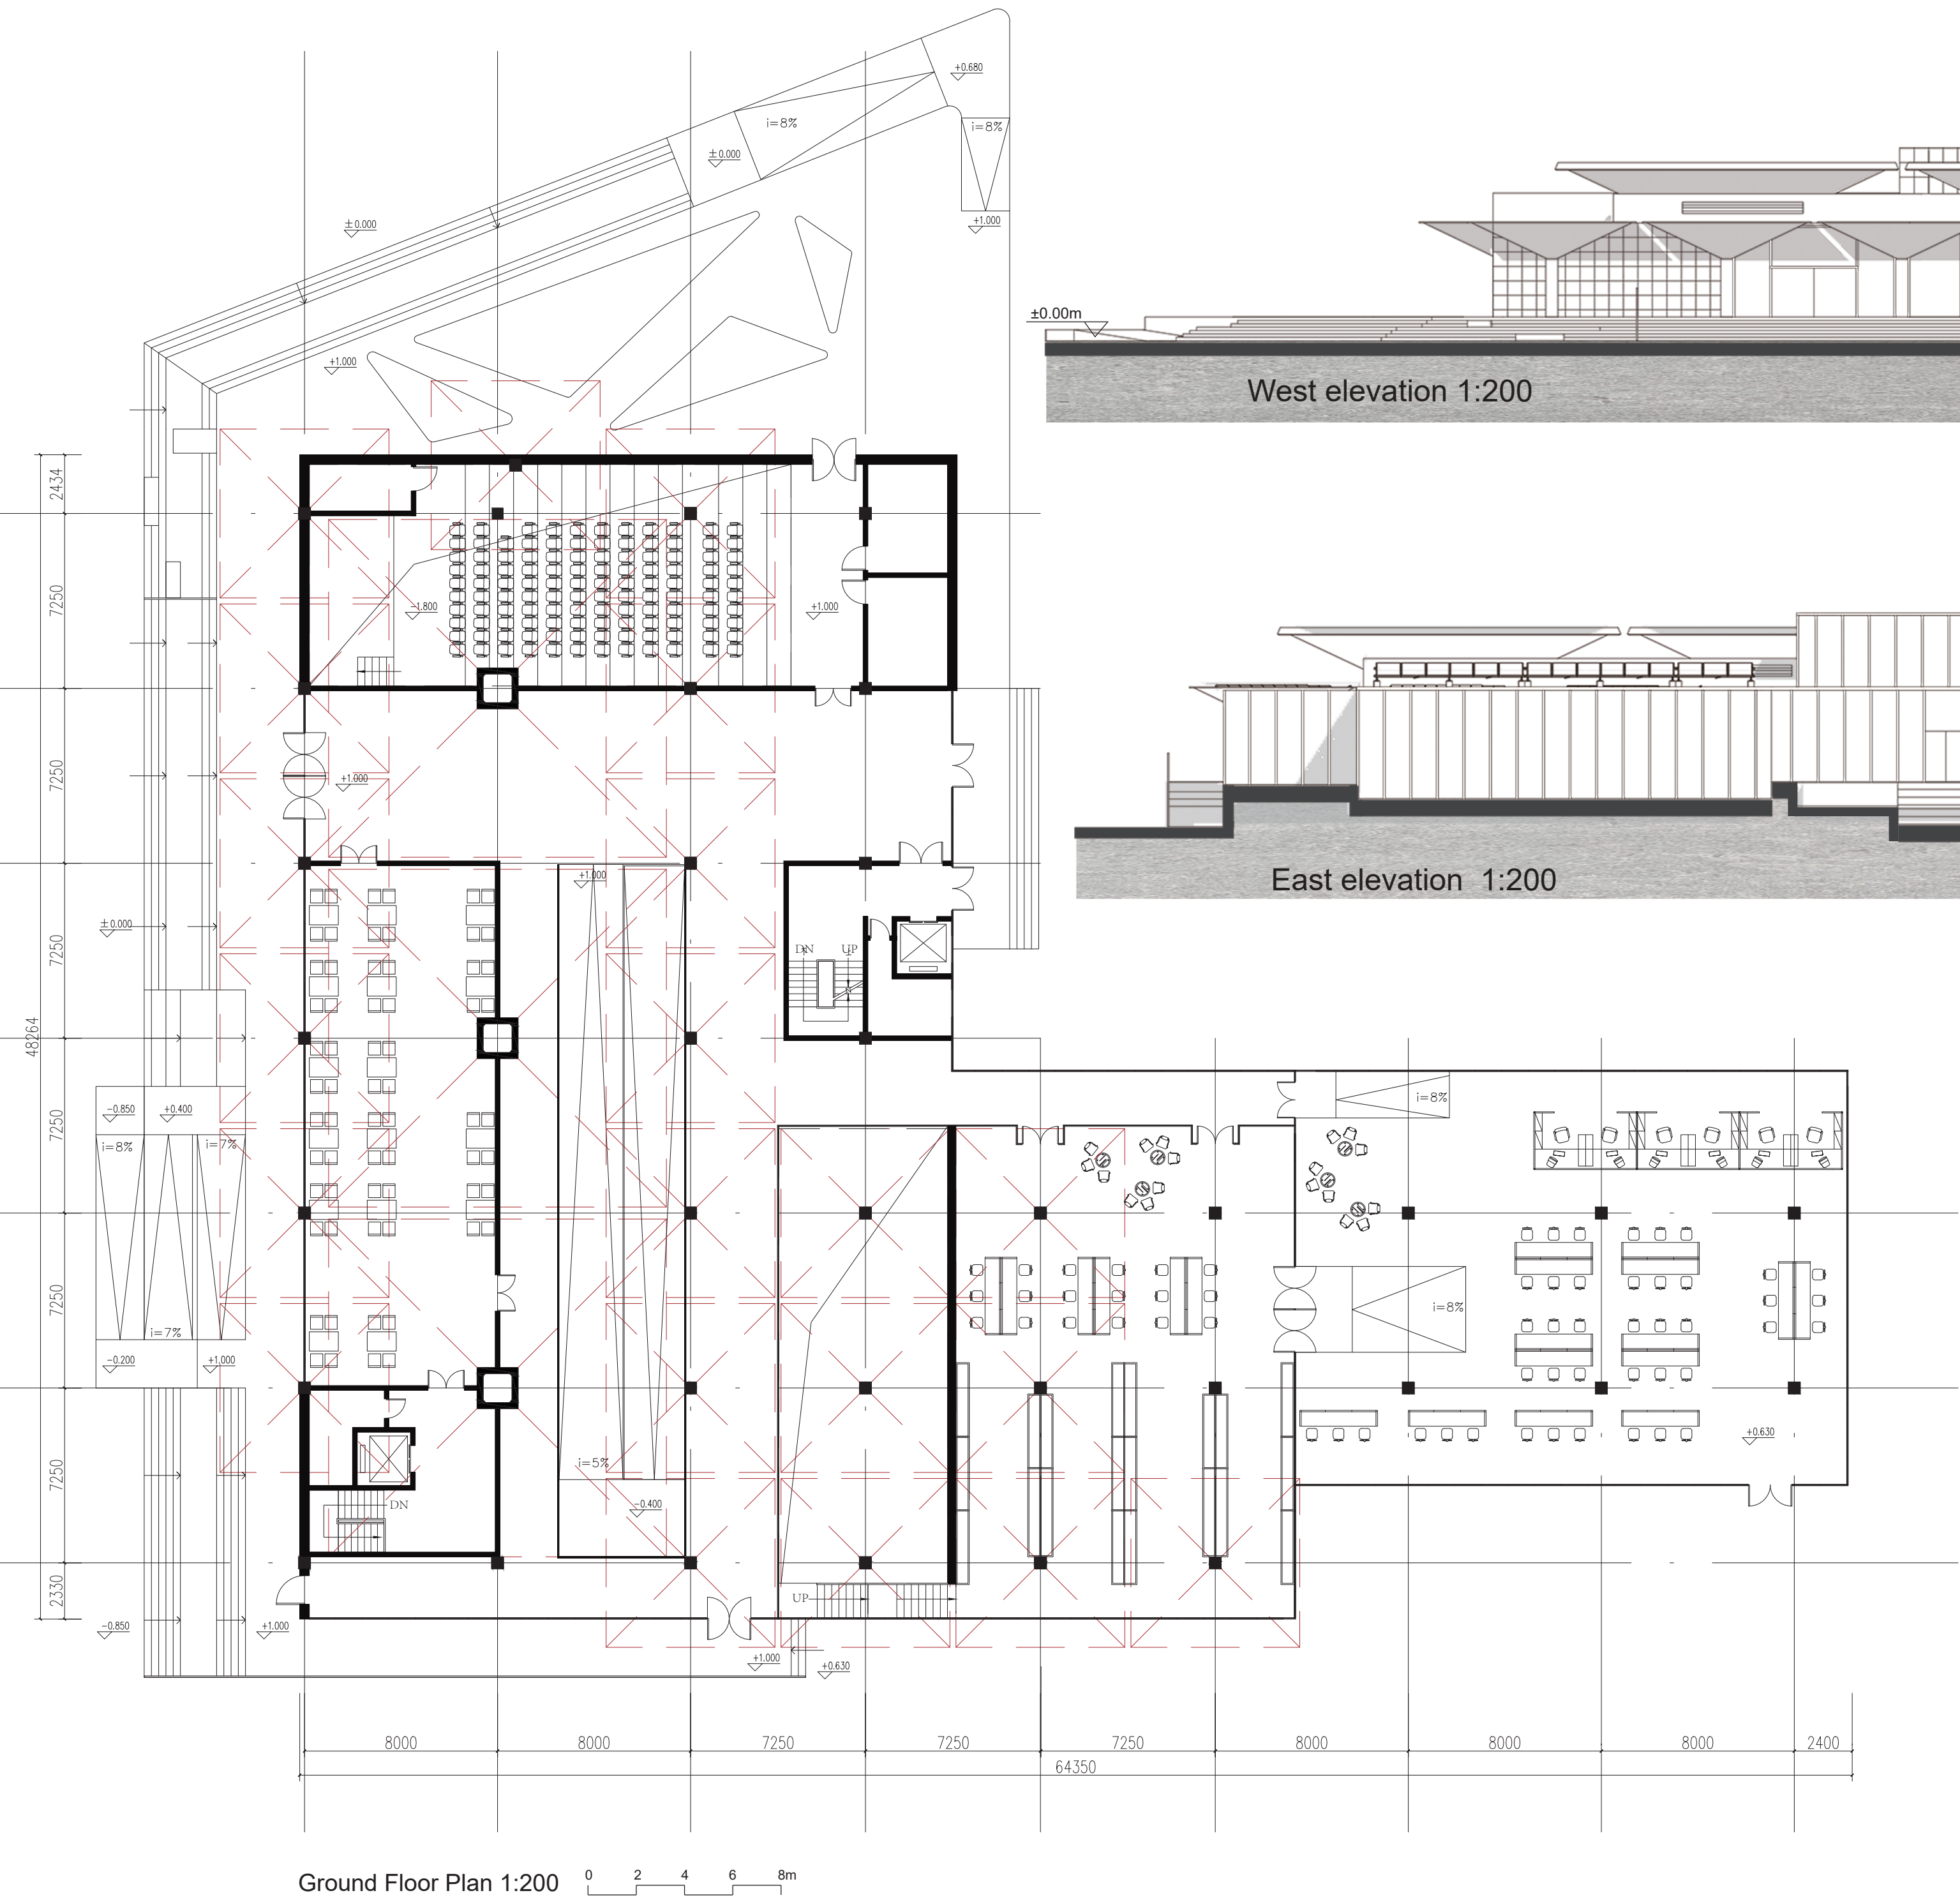 +0.680
i=8%
i=8%
±0.000
+1.000
±0.000
±0.00m
+1.000
West elevation 1:200
2434
7250
-1.800
+1.000
7250
+1.000
+1.000
East elevation 1:200
±0.000
7250
DN
UP
48264
7250
-0.850
+0.400
i=8%
i=7%
i=8%
7250
i=8%
i=7%
-0.200
+1.000
+0.630
7250
i=5%
-0.400
DN
2330
UP
-0.850
+1.000
+1.000
+0.630
8000
8000
7250
7250
7250
8000
8000
8000
2400
64350
Ground Floor Plan 1:200
0
2
4
6
8m